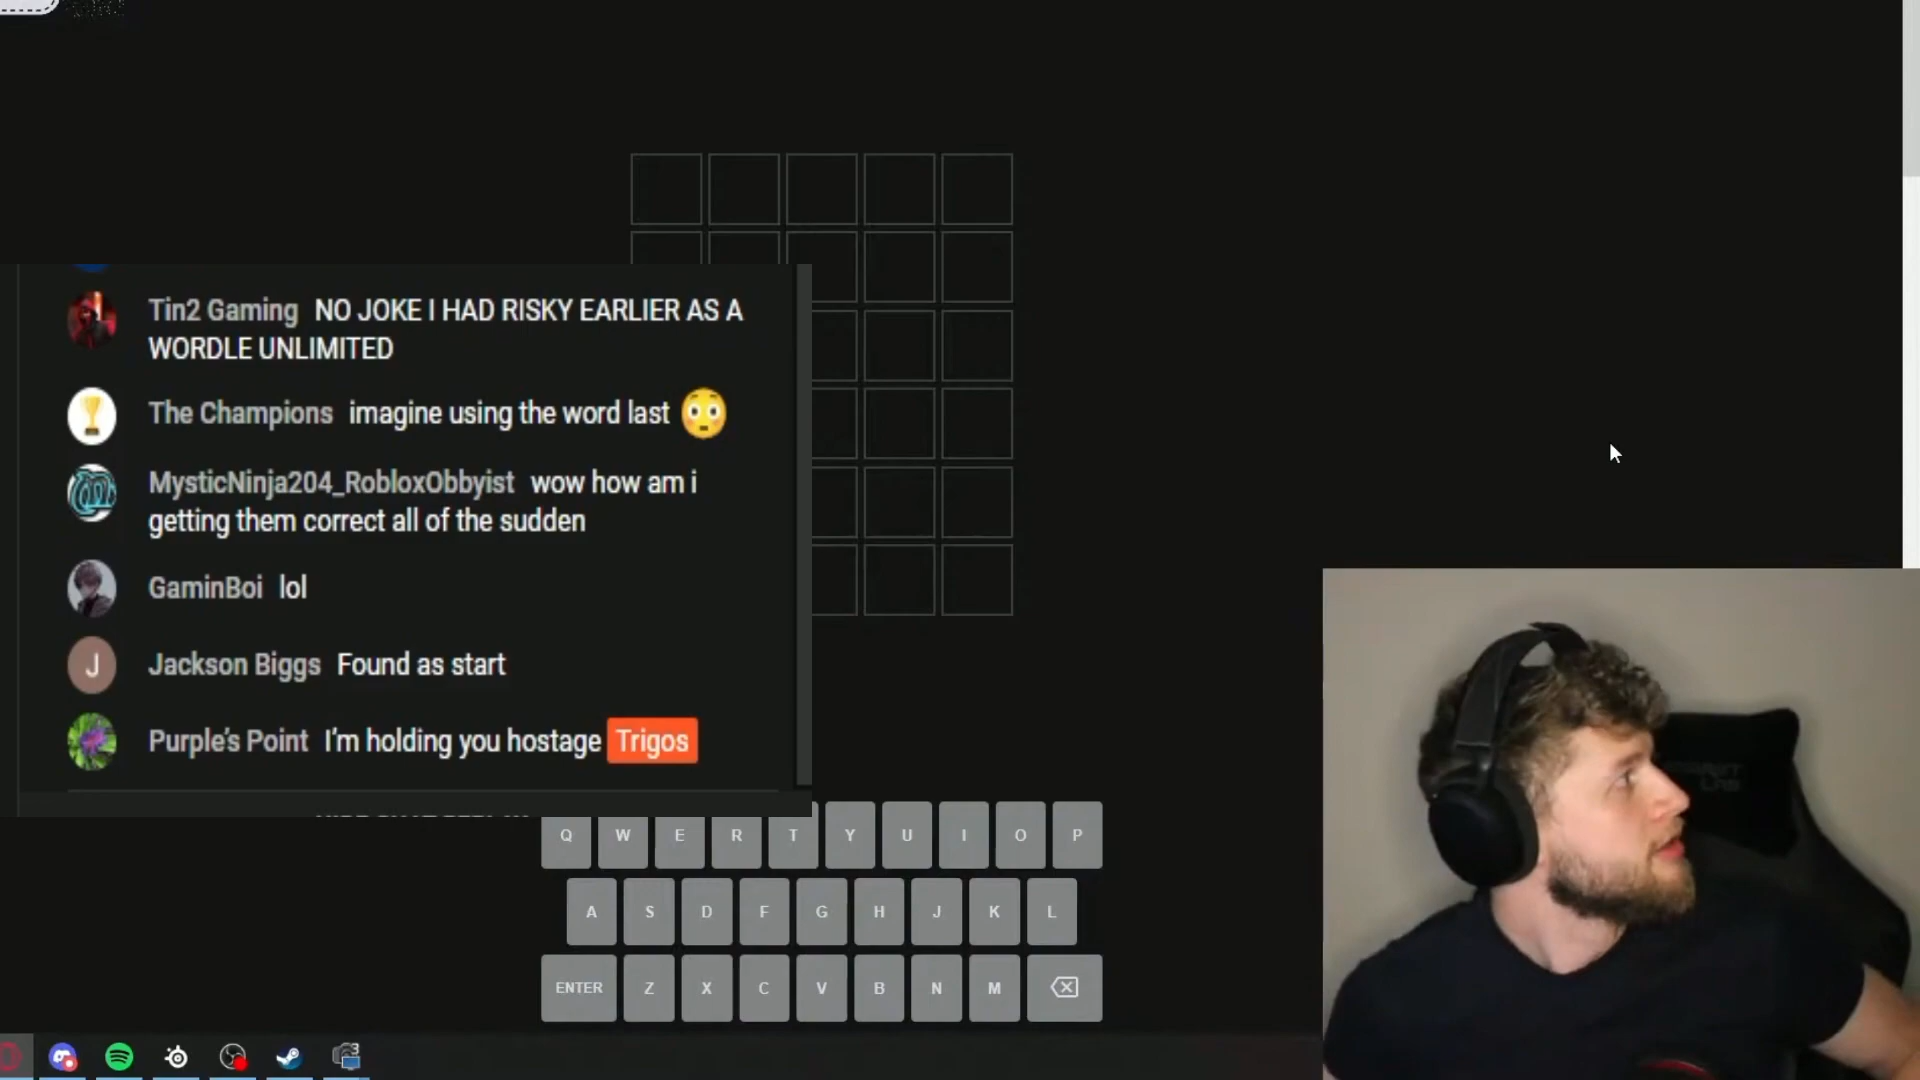 Tin2 Gaming NO JOKE I HAD RISKY EARLIER AS A
WORDLE UNLIMITED
The Champions imagine using the word last
MysticNinja204_RobloxObbyist wow how am i
getting them correct all of the sudden
GaminBoi lol
J Jackson Biggs Found as start
Purple's Point I'm holding you hostage Trigos
Q W E R T Y U I O P
A S D F G H J K L
ENTER Z X C V B N M